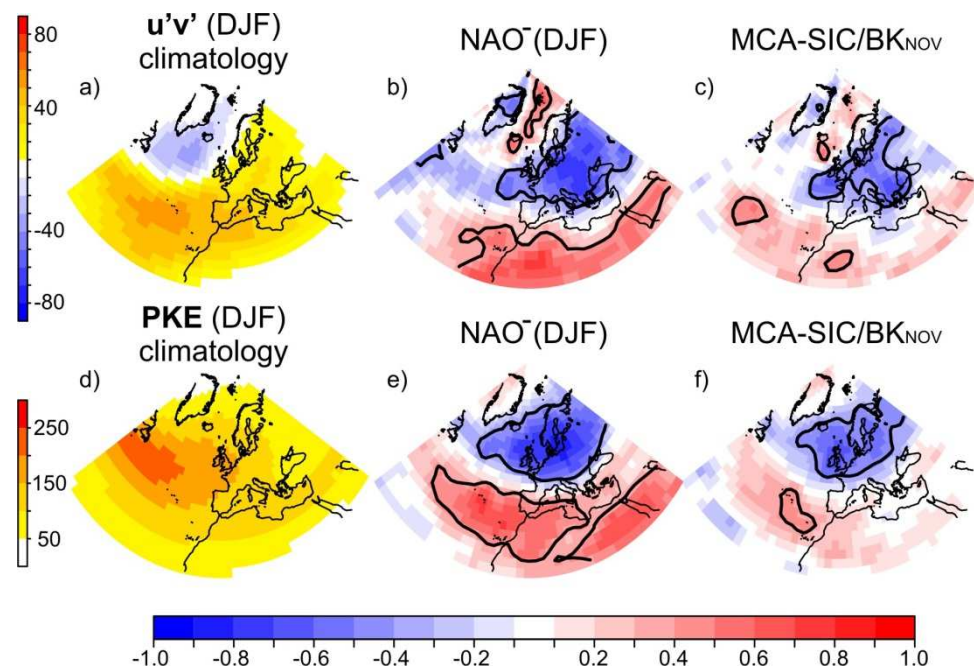 u'v' (DJF)
climatology
NAO⁻(DJF)
MCA-SIC/BKNOV
a)
b)
c)
80
40
0
-40
-80
PKE (DJF)
climatology
NAO⁻(DJF)
MCA-SIC/BKNOV
d)
e)
f)
250
150
50
-1.0 -0.8 -0.6 -0.4 -0.2 0.2 0.4 0.6 0.8 1.0